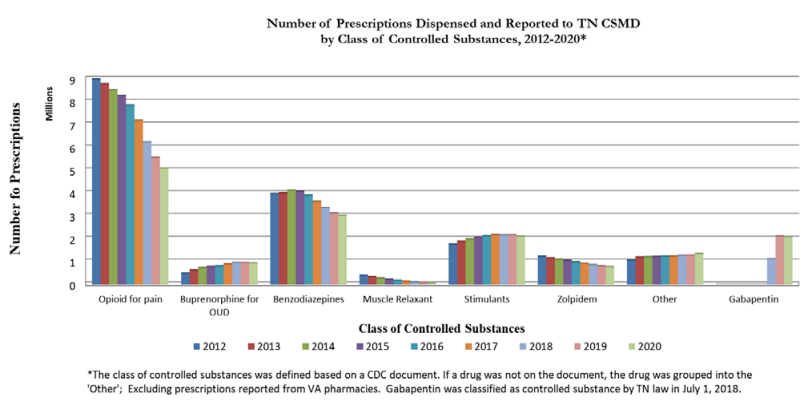 Number of Prescriptions Dispensed and Reported to TN CSMD
by Class of Controlled Substances, 2012-2020*
Number fo Prescriptions
Millions
9
8
7
6
5
4
3
2
1
0
Opioid for pain
Buprenorphine for
OUD
Benzodiazepines
Muscle Relaxant
Stimulants
Zolpidem
Other
Gabapentin
Class of Controlled Substances
2012
2013
2014
2015
2016
2017
2018
2019
2020
*The class of controlled substances was defined based on a CDC document. If a drug was not on the document, the drug was grouped into the
'Other'; Excluding prescriptions reported from VA pharmacies. Gabapentin was classified as controlled substance by TN law in July 1, 2018.